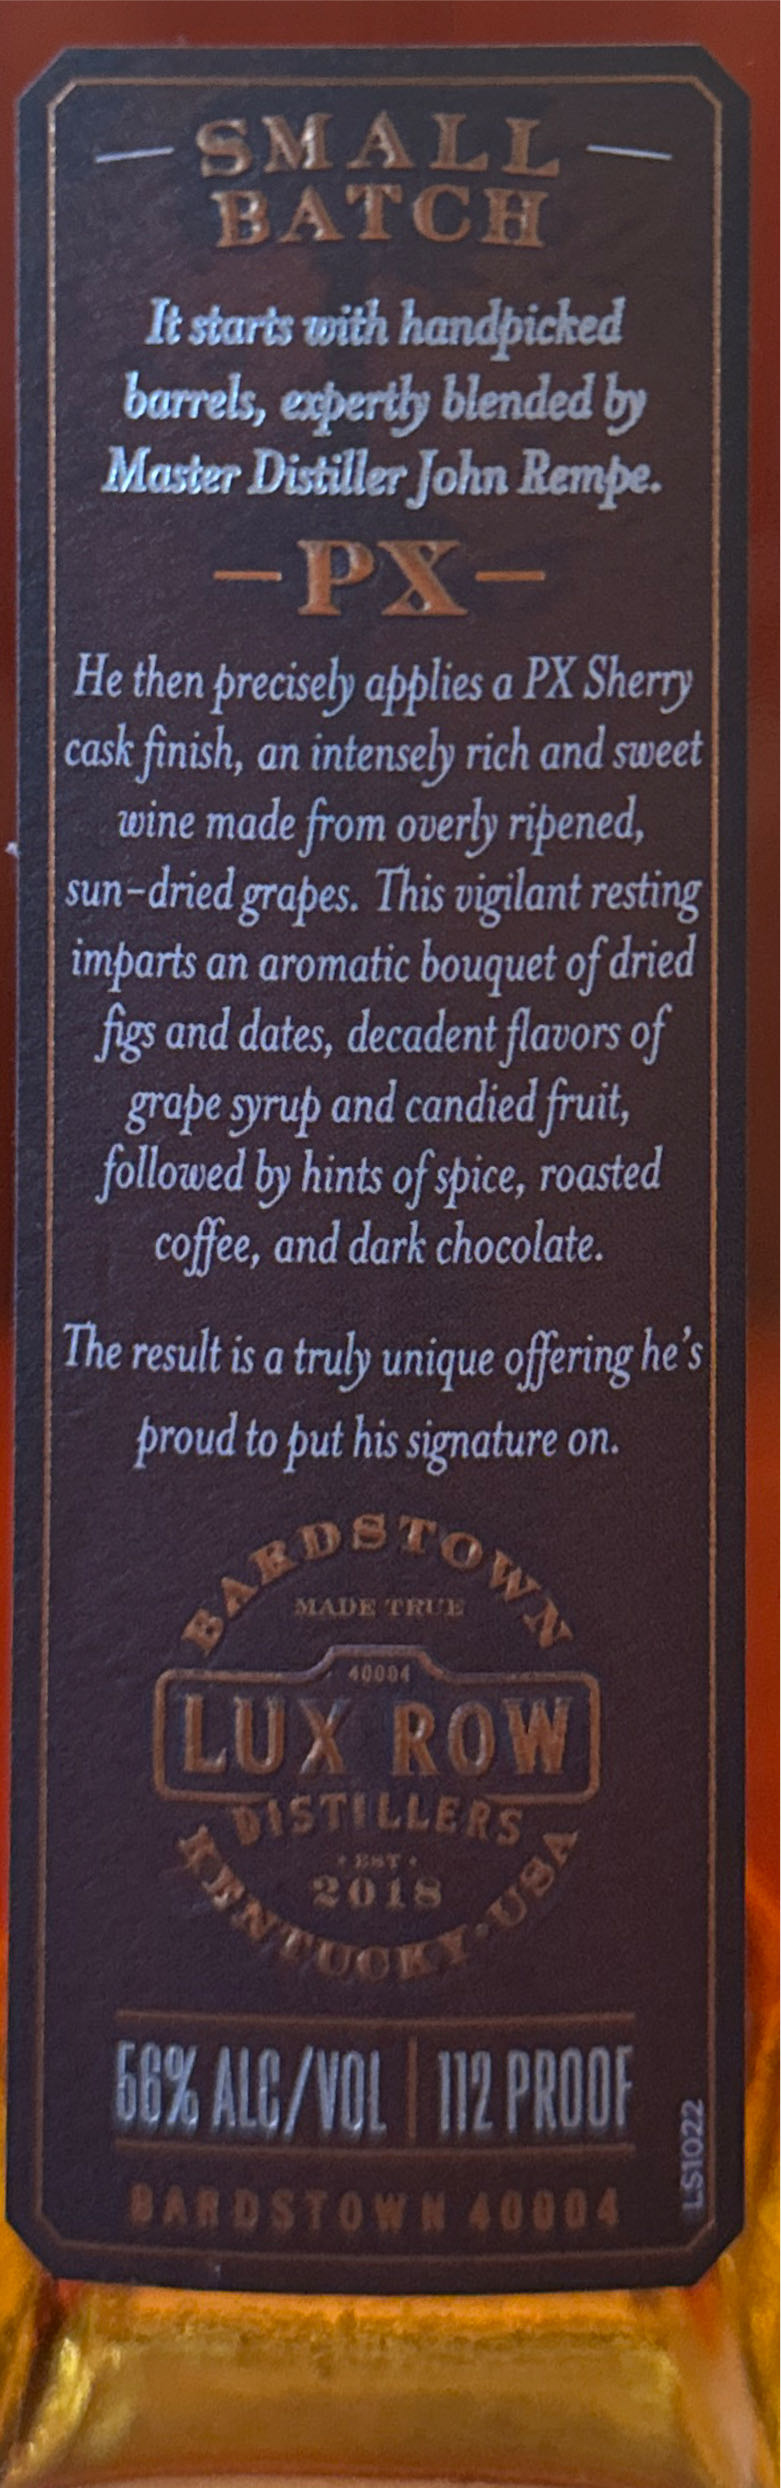 SMALL
BATCH
It starts with handpicked
barrels, expertly blended by
Master Distiller John Rempe.
-PX-
He then precisely applies a PX Sherry
cask finish, an intensely rich and sweet
wine made from overly ripened,
sun-dried grapes. This vigilant resting
imparts an aromatic bouquet of dried
figs and dates, decadent flavors of
grape syrup and candied fruit,
followed by hints of spice, roasted
coffee, and dark chocolate.
The result is a truly unique offering he's
proud to put his signature on.
BARDSTOWN
MADE TRUE
40004
LUX ROW
DISTILLERS
• EST •
2018
KENTUCKY • USA
56% ALC/VOL | 112 PROOF
LS1022
BARDSTOWN 40004